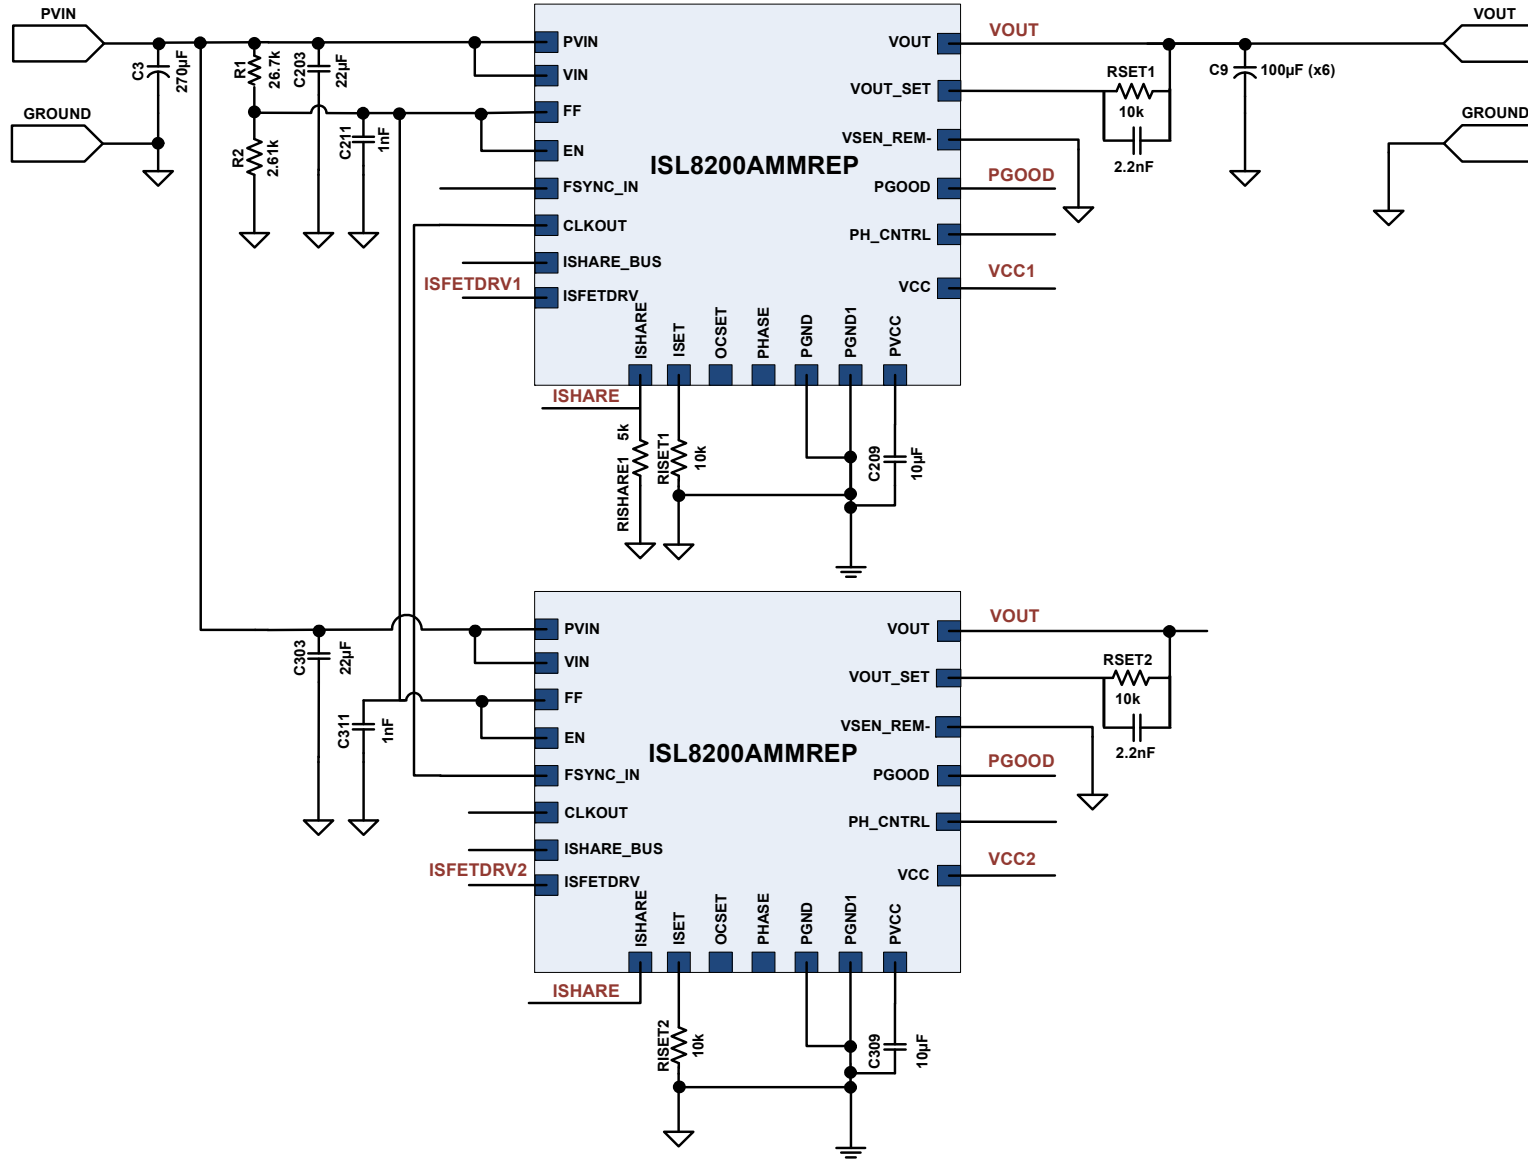 PVIN
GROUND
C3
270µF
R1
26.7k
R2
2.61k
C203
22µF
C211
1nF
PVIN
VIN
FF
EN
FSYNC_IN
CLKOUT
ISHARE_BUS
ISFETDRV
ISFETDRV1
ISL8200AMMREP
VOUT
VOUT_SET
VSEN_REM-
PGOOD
PH_CNTRL
VCC
ISHARE
ISET
OCSET
PHASE
PGND
PGND1
PVCC
VOUT
PGOOD
VCC1
RSET1
10k
2.2nF
C9
100µF (x6)
VOUT
GROUND
ISHARE
RISHARE1
5k
RISET1
10k
C209
10µF
C303
22µF
C311
1nF
PVIN
VIN
FF
EN
FSYNC_IN
CLKOUT
ISHARE_BUS
ISFETDRV
ISFETDRV2
ISL8200AMMREP
VOUT
VOUT_SET
VSEN_REM-
PGOOD
PH_CNTRL
VCC
ISHARE
ISET
OCSET
PHASE
PGND
PGND1
PVCC
VOUT
PGOOD
VCC2
RSET2
10k
2.2nF
ISHARE
RISET2
10k
C309
10µF